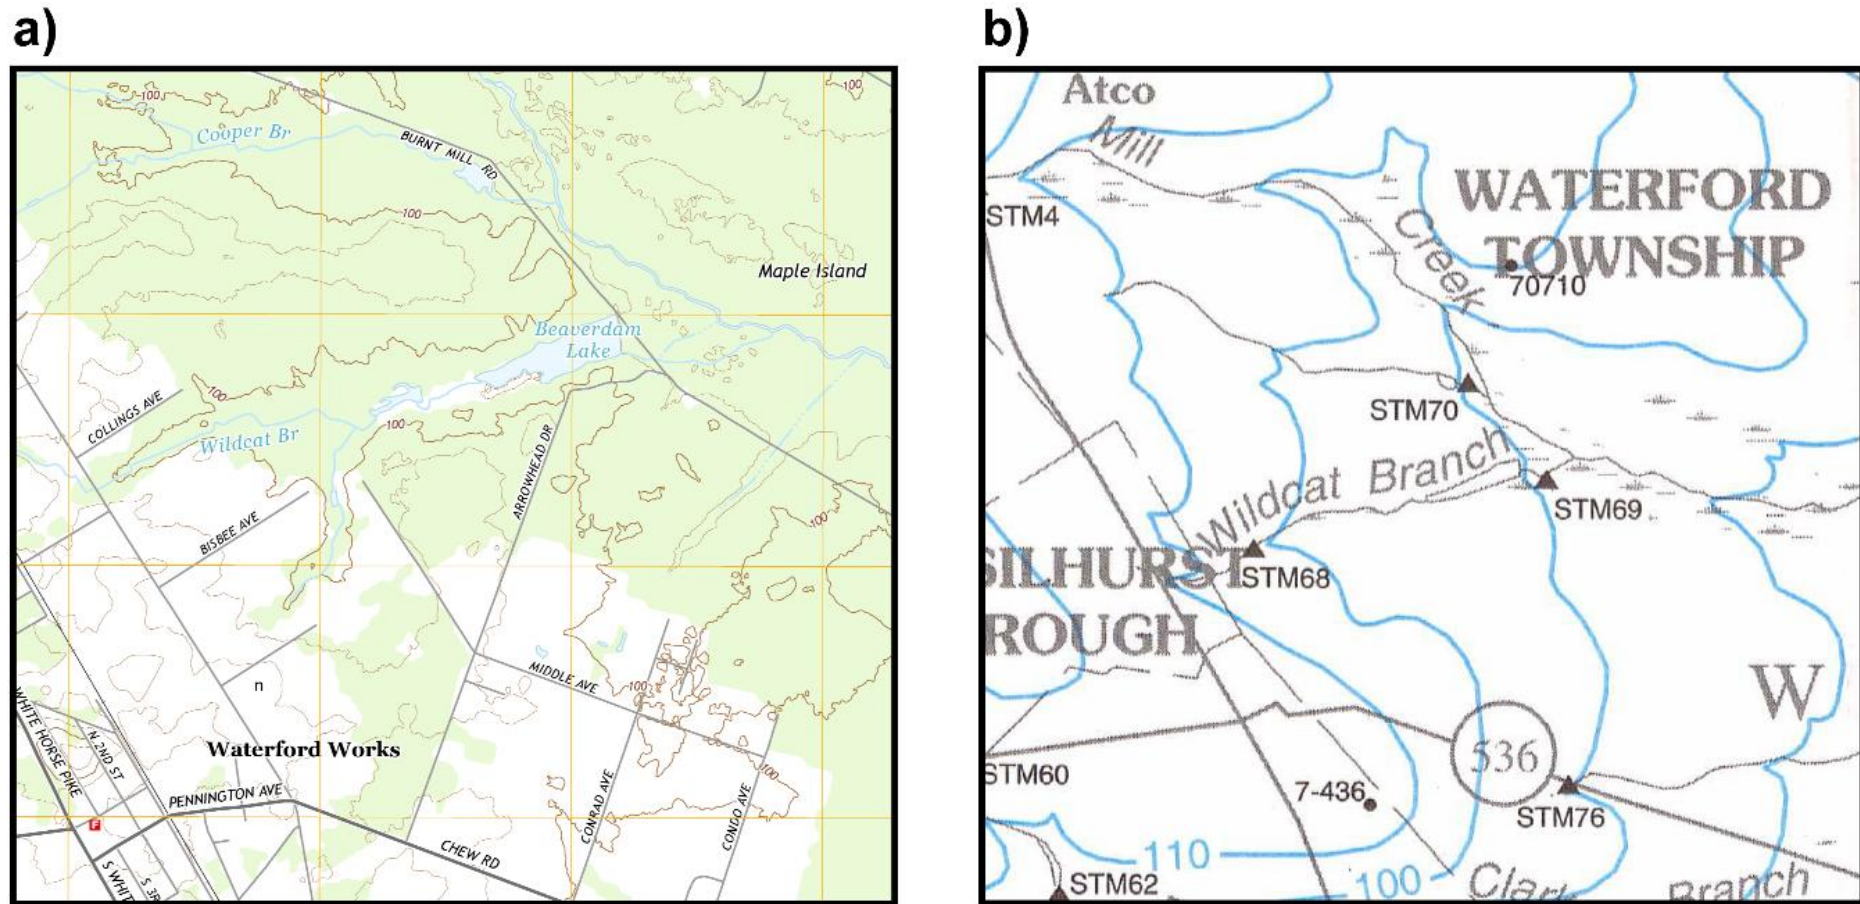 a)
100
100
Cooper Br
BURNT MILL RD
100
Maple Island
Beaverdam
Lake
100
COLLINGS AVE
Wildcat Br
100
ARROWHEAD DR
BISBEE AVE
100
n
MIDDLE AVE
100
WHITE HORSE PIKE
N 2ND ST
Waterford Works
PENNINGTON AVE
100
CONRAD AVE
CONDO AVE
F
CHEW RD
S WHIT
S 3R
b)
Atco
Mill
Creek
WATERFORD
TOWNSHIP
STM4
70710
STM70
Wildcat Branch
STM69
SILHURST
STM68
ROUGH
W
536
STM60
7-436
STM76
110
100
STM62
Clark
Branch